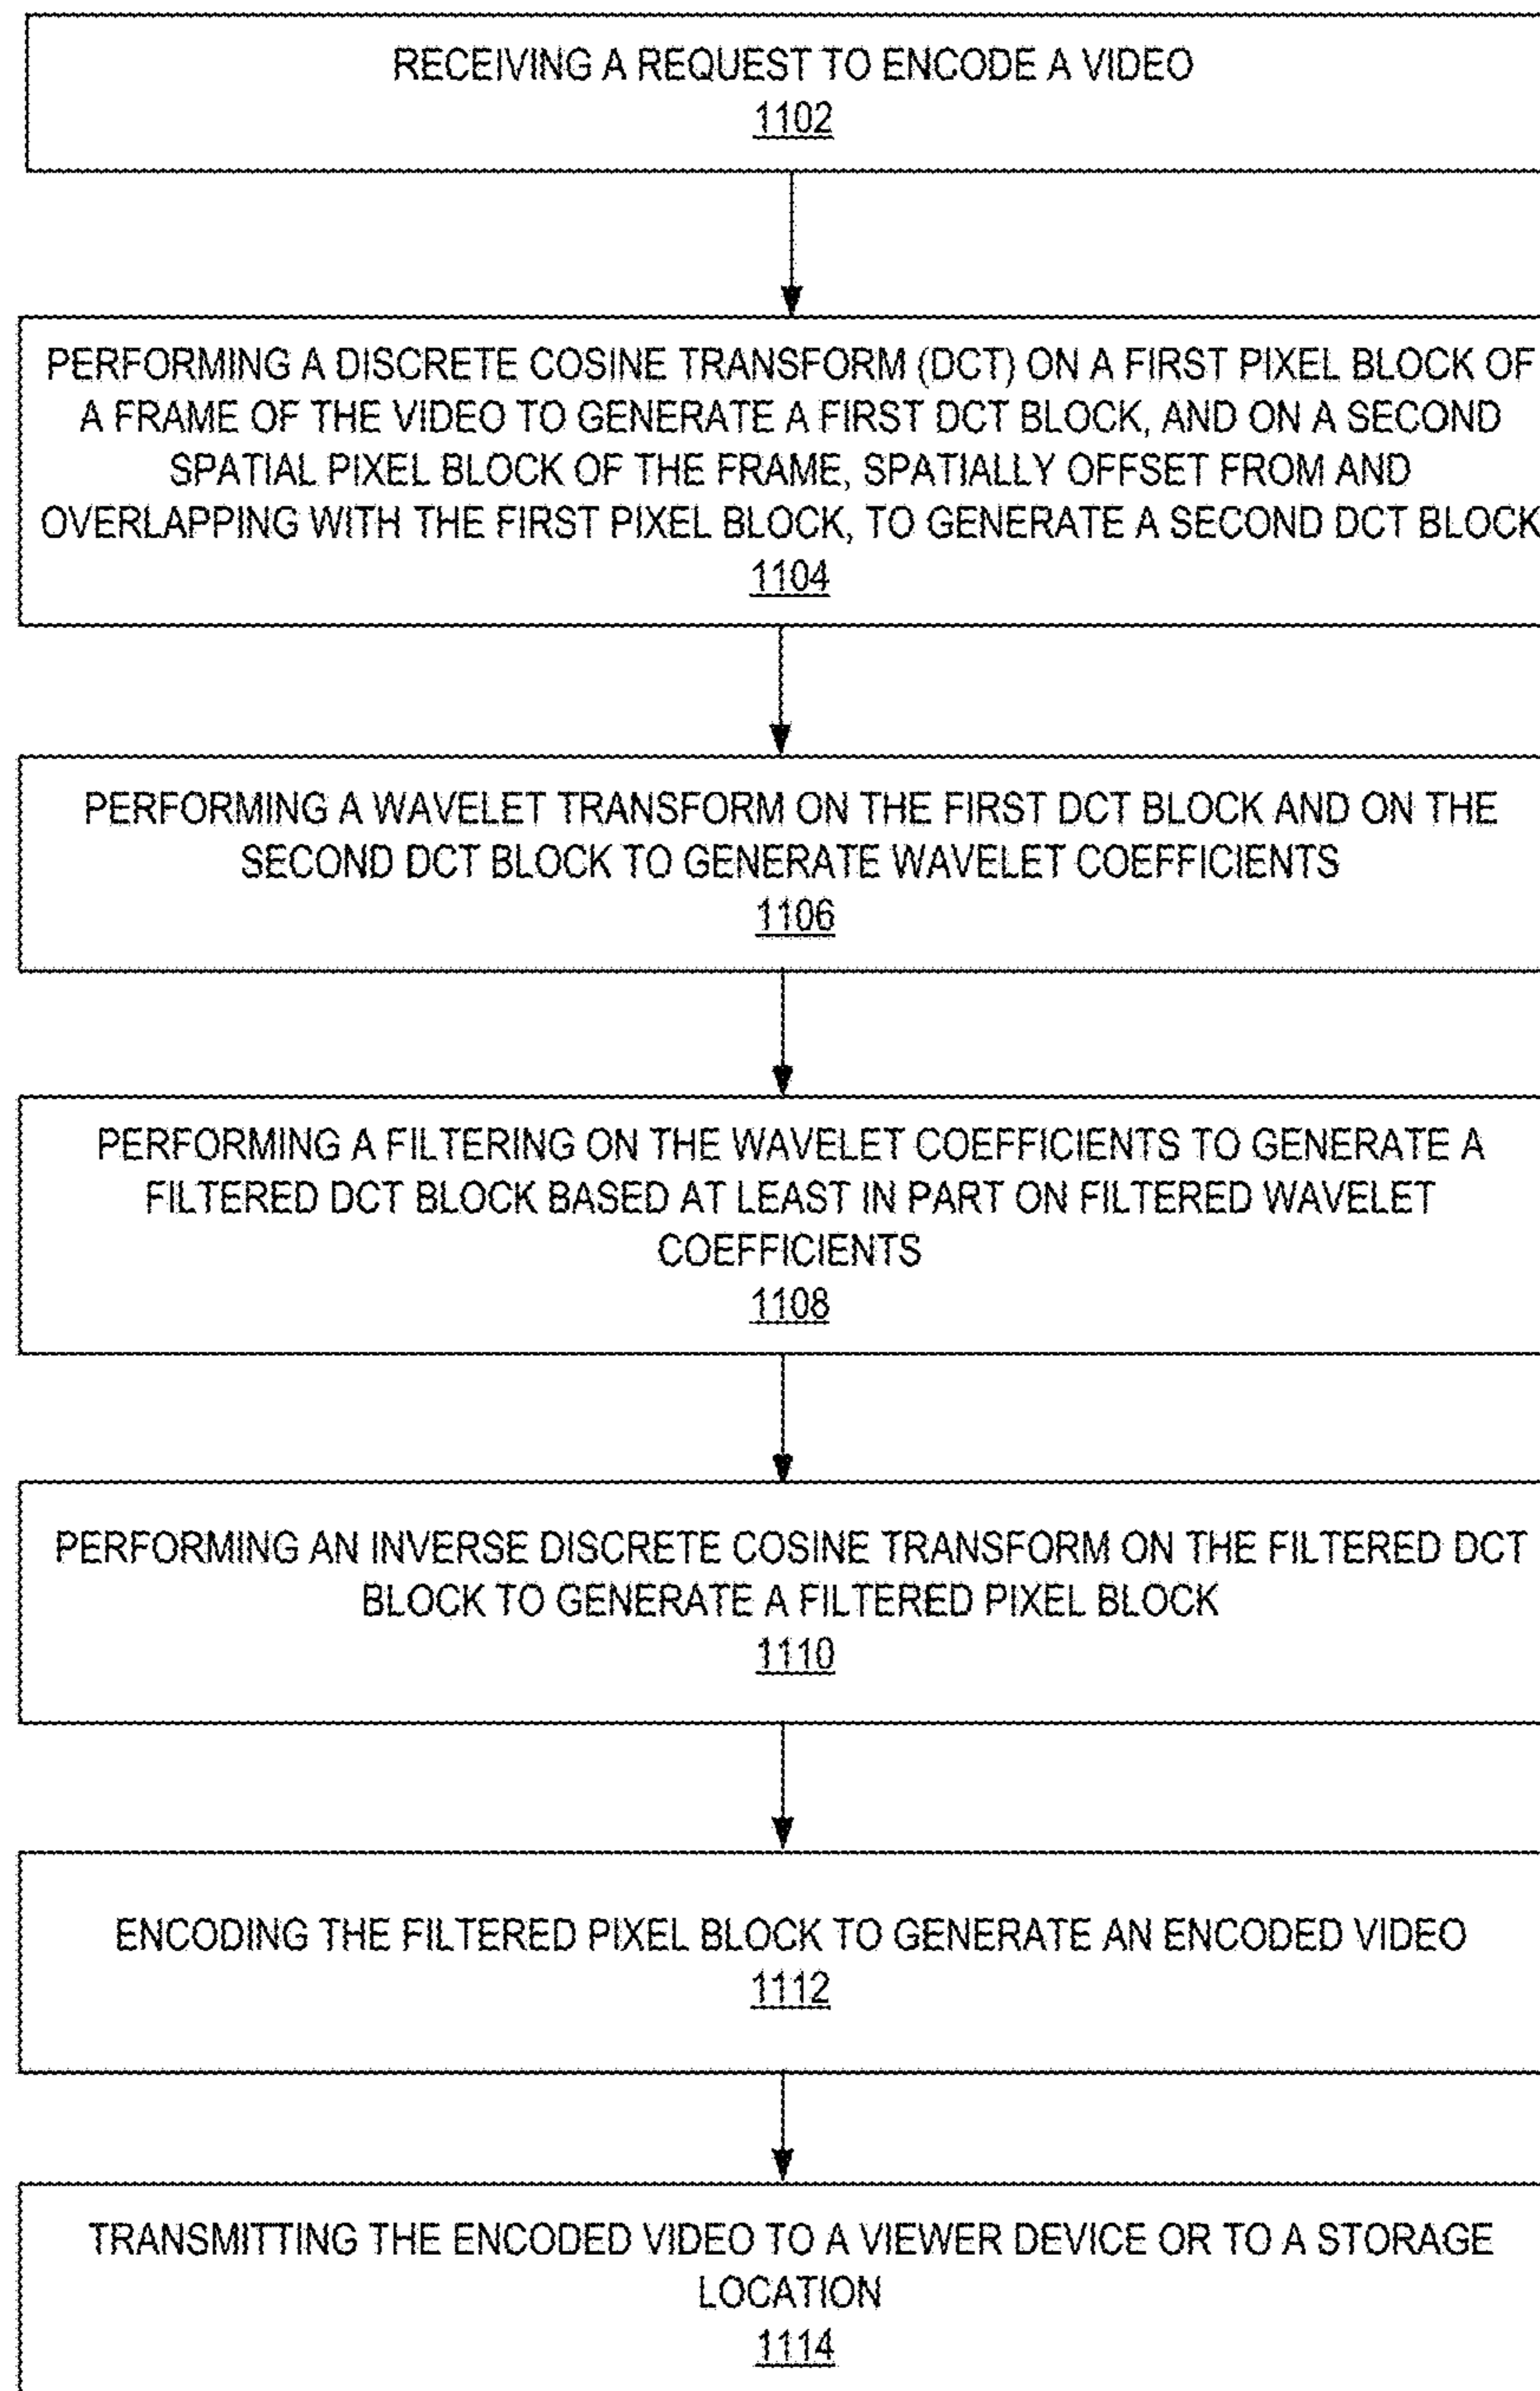 RECEIVING A REQUEST TO ENCODE A VIDEO
1102
PERFORMING A DISCRETE COSINE TRANSFORM (DCT) ON A FIRST PIXEL BLOCK OF
A FRAME OF THE VIDEO TO GENERATE A FIRST DCT BLOCK, AND ON A SECOND
SPATIAL PIXEL BLOCK OF THE FRAME, SPATIALLY OFFSET FROM AND
OVERLAPPING WITH THE FIRST PIXEL BLOCK, TO GENERATE A SECOND DCT BLOCK
1104
PERFORMING A WAVELET TRANSFORM ON THE FIRST DCT BLOCK AND ON THE
SECOND DCT BLOCK TO GENERATE WAVELET COEFFICIENTS
1106
PERFORMING A FILTERING ON THE WAVELET COEFFICIENTS TO GENERATE A
FILTERED DCT BLOCK BASED AT LEAST IN PART ON FILTERED WAVELET
COEFFICIENTS
1108
PERFORMING AN INVERSE DISCRETE COSINE TRANSFORM ON THE FILTERED DCT
BLOCK TO GENERATE A FILTERED PIXEL BLOCK
1110
ENCODING THE FILTERED PIXEL BLOCK TO GENERATE AN ENCODED VIDEO
1112
TRANSMITTING THE ENCODED VIDEO TO A VIEWER DEVICE OR TO A STORAGE
LOCATION
1114